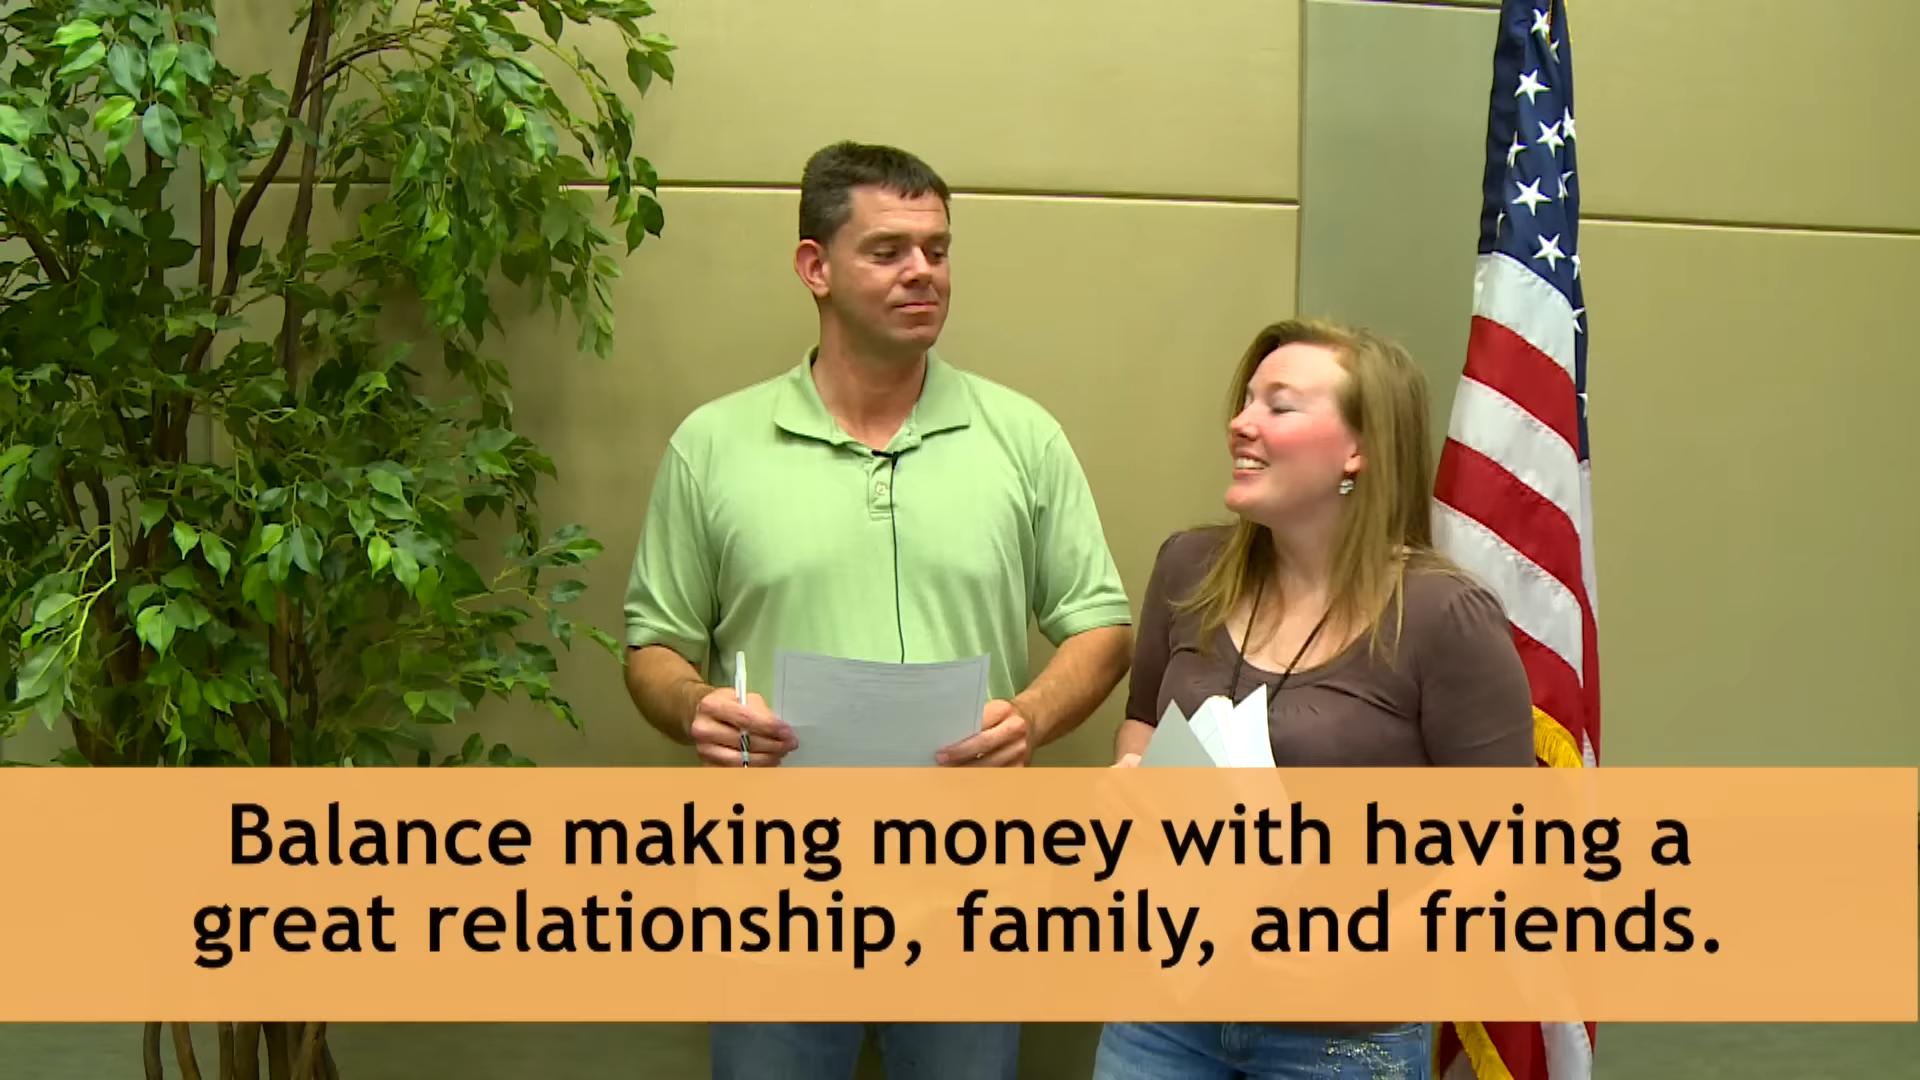 Balance making money with having a
great relationship, family, and friends.